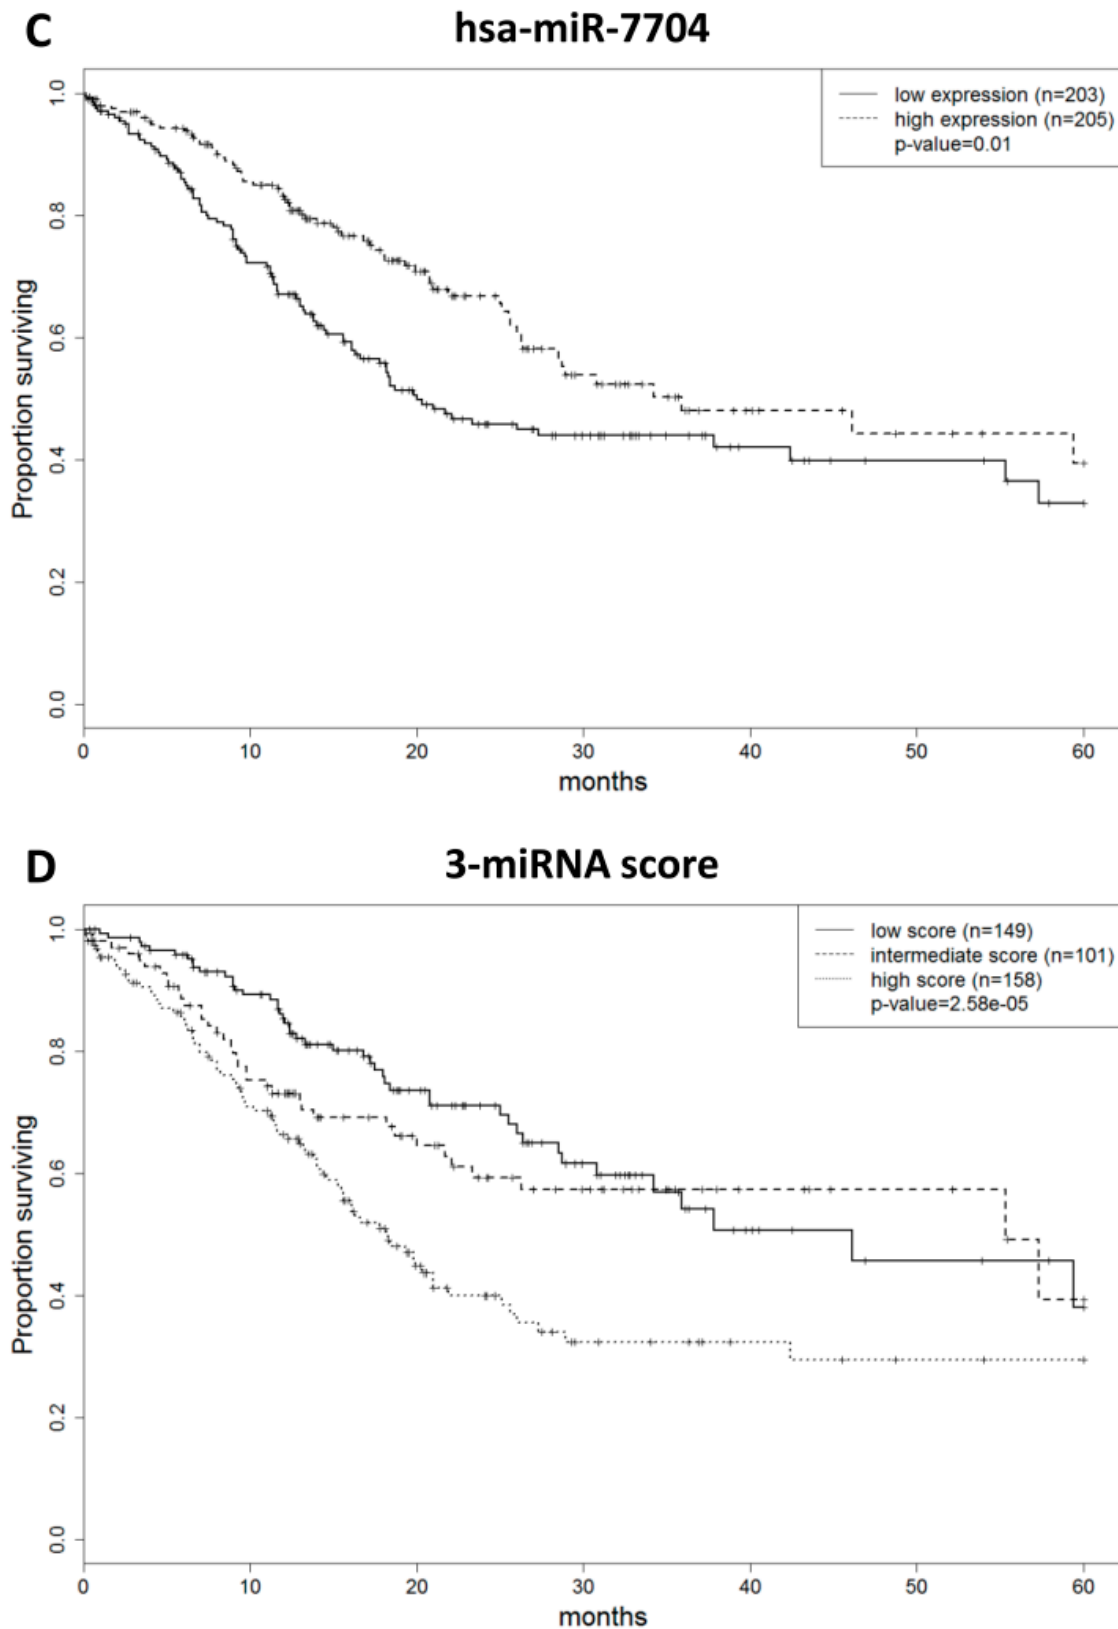 C
hsa-miR-7704
low expression (n=203)
high expression (n=205)
p-value=0.01
Proportion surviving
1.0
0.8
0.6
0.4
0.2
0.0
0 10 20 30 40 50 60
months
D
3-miRNA score
low score (n=149)
intermediate score (n=101)
high score (n=158)
p-value=2.58e-05
Proportion surviving
1.0
0.8
0.6
0.4
0.2
0.0
0 10 20 30 40 50 60
months